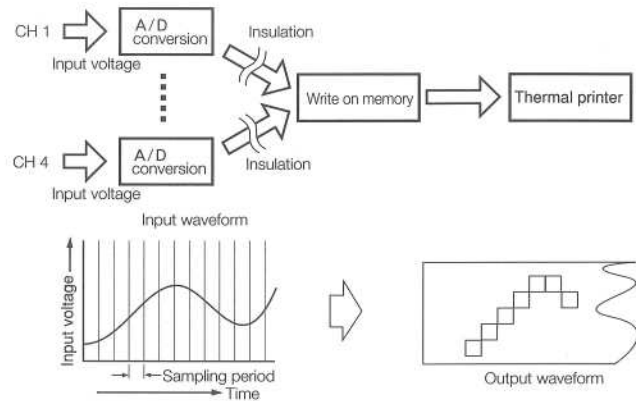 CH 1
A/D
conversion
Input voltage
Insulation
Write on memory
Thermal printer
CH 4
A/D
conversion
Input voltage
Insulation
Input waveform
Input voltage
Sampling period
Time
Output waveform